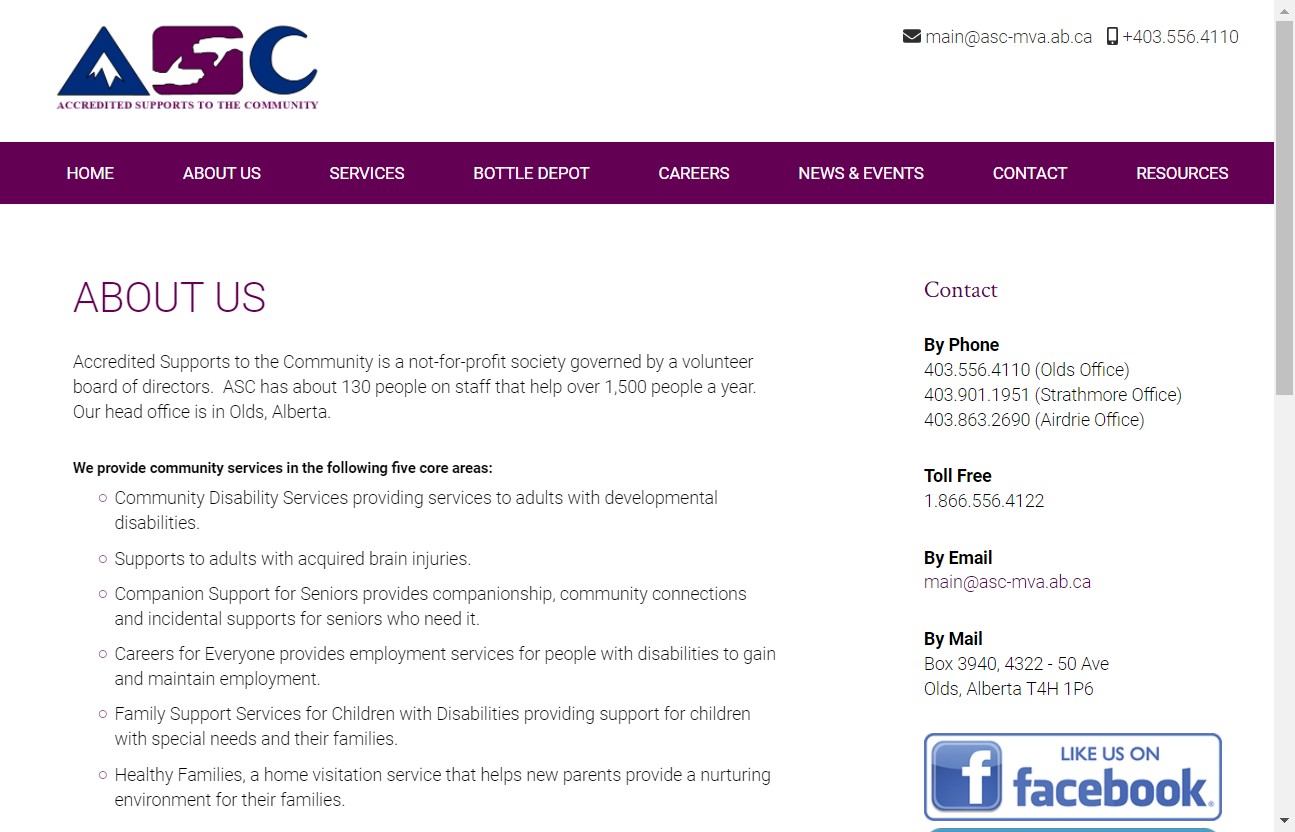 ASC
ACCREDITED SUPPORTS TO THE COMMUNITY
main@asc-mva.ab.ca +403.556.4110
HOME ABOUT US SERVICES BOTTLE DEPOT CAREERS NEWS & EVENTS CONTACT RESOURCES
ABOUT US
Accredited Supports to the Community is a not-for-profit society governed by a volunteer
board of directors.  ASC has about 130 people on staff that help over 1,500 people a year.
Our head office is in Olds, Alberta.
We provide community services in the following five core areas:
Community Disability Services providing services to adults with developmental
disabilities.
Supports to adults with acquired brain injuries.
Companion Support for Seniors provides companionship, community connections
and incidental supports for seniors who need it.
Careers for Everyone provides employment services for people with disabilities to gain
and maintain employment.
Family Support Services for Children with Disabilities providing support for children
with special needs and their families.
Healthy Families, a home visitation service that helps new parents provide a nurturing
environment for their families.
Contact
By Phone
403.556.4110 (Olds Office)
403.901.1951 (Strathmore Office)
403.863.2690 (Airdrie Office)
Toll Free
1.866.556.4122
By Email
main@asc-mva.ab.ca
By Mail
Box 3940, 4322 - 50 Ave
Olds, Alberta T4H 1P6
LIKE US ON
facebook®